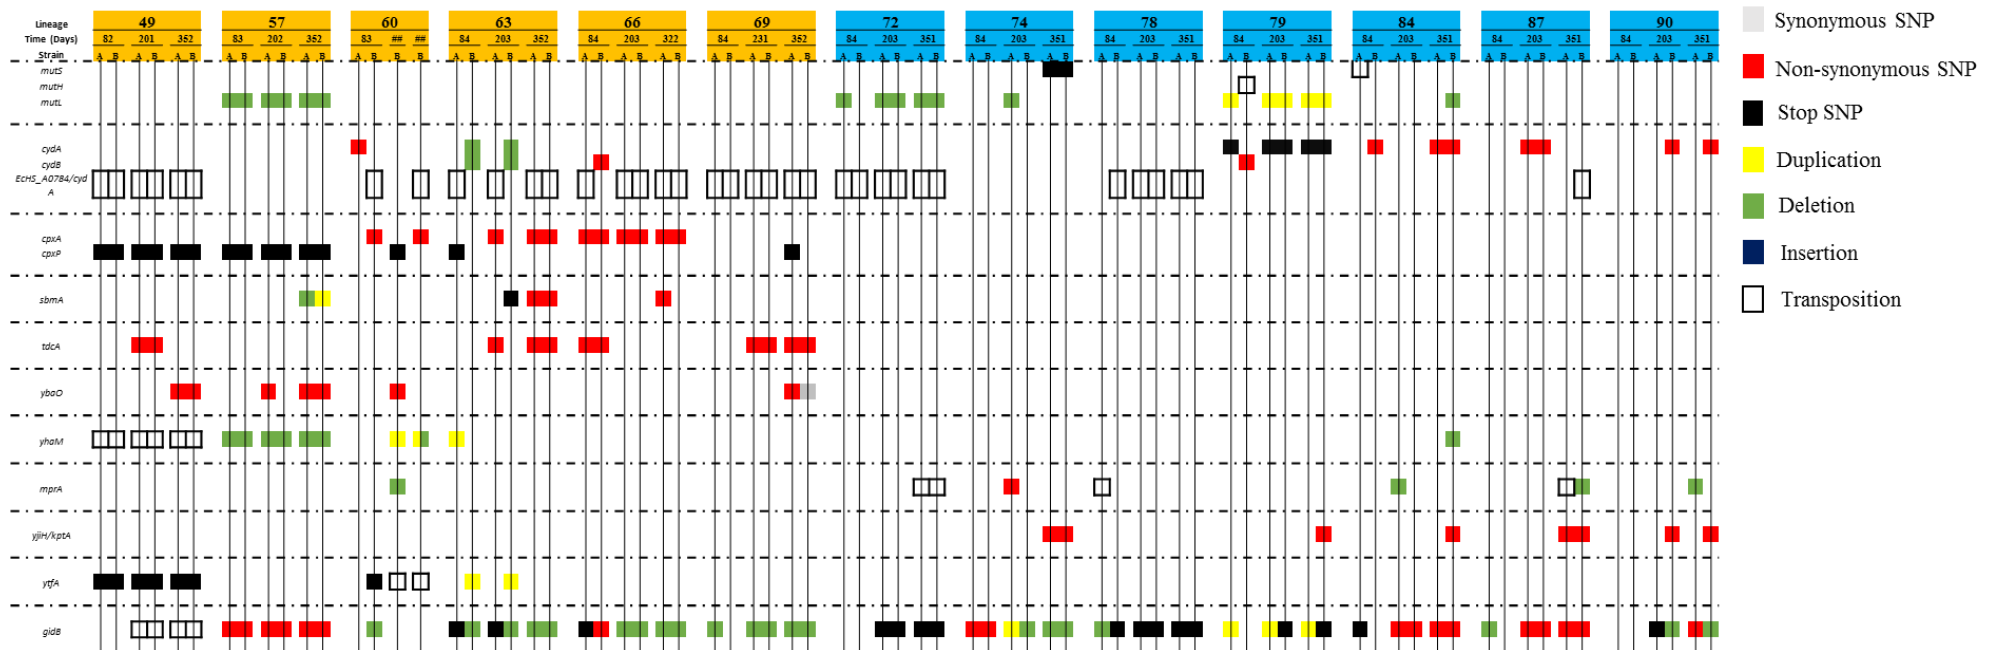 Lineage 49 57 60 63 66 69 72 74 78 79 84 87 90
Time (Days) 82 201 352 83 202 352 83 ## ## 84 203 352 84 203 322 84 231 352 84 203 351 84 203 351 84 203 351 84 203 351 84 203 351 84 203 351 84 203 351
Strain A B A B A B A B A B A B A B A B A B A B A B A B A B A B A B A B A B A B A B A B A B A B A B A B A B A B A B A B A B A B A B A B A B A B A B A B A B
mutS
mutH
mutL
cydA
cydB
EcHS_A0784/cyd
A
cpxA
cpxP
sbmA
tdcA
ybaO
yhaM
mprA
yjiH/kptA
ytfA
gidB
Synonymous SNP
Non-synonymous SNP
Stop SNP
Duplication
Deletion
Insertion
Transposition